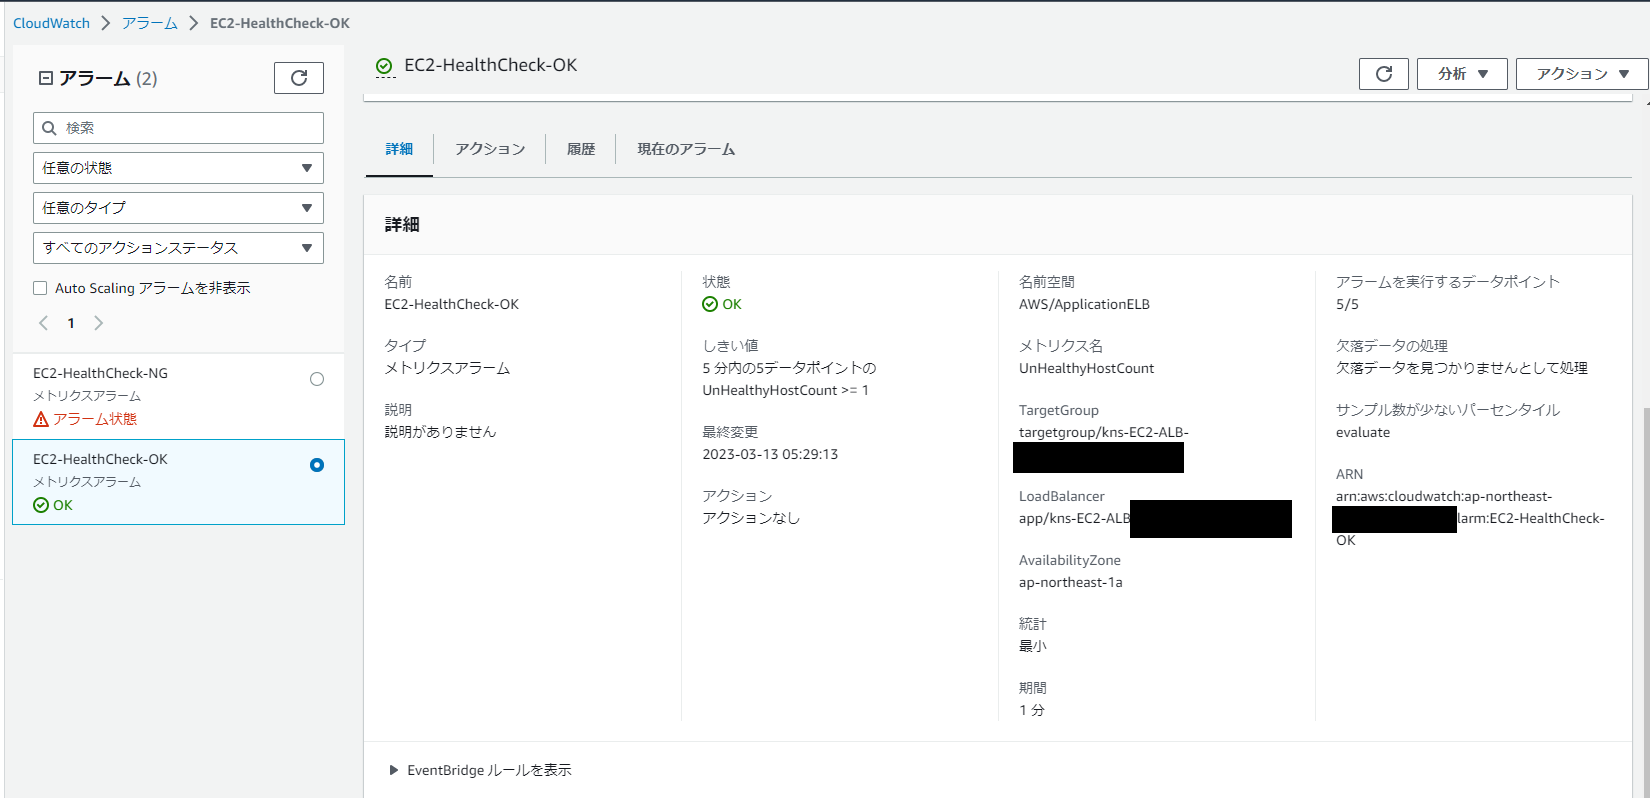 CloudWatch > アラーム > EC2-HealthCheck-OK
アラーム (2)
検索
任意の状態
任意のタイプ
すべてのアクションステータス
Auto Scaling アラームを非表示
1
EC2-HealthCheck-NG
メトリクスアラーム
アラーム状態
EC2-HealthCheck-OK
メトリクスアラーム
OK
EC2-HealthCheck-OK
分析
アクション
詳細
アクション
履歴
現在のアラーム
詳細
名前
EC2-HealthCheck-OK
タイプ
メトリクスアラーム
説明
説明がありません
状態
OK
しきい値
5 分内の5データポイントの
UnHealthyHostCount >= 1
最終変更
2023-03-13 05:29:13
アクション
アクションなし
名前空間
AWS/ApplicationELB
メトリクス名
UnHealthyHostCount
TargetGroup
targetgroup/kns-EC2-ALB-
LoadBalancer
app/kns-EC2-ALB
AvailabilityZone
ap-northeast-1a
統計
最小
期間
1 分
アラームを実行するデータポイント
5/5
欠落データの処理
欠落データを見つかりませんとして処理
サンプル数が少ないパーセンタイル
evaluate
ARN
arn:aws:cloudwatch:ap-northeast-
larm:EC2-HealthCheck-
OK
EventBridge ルールを表示